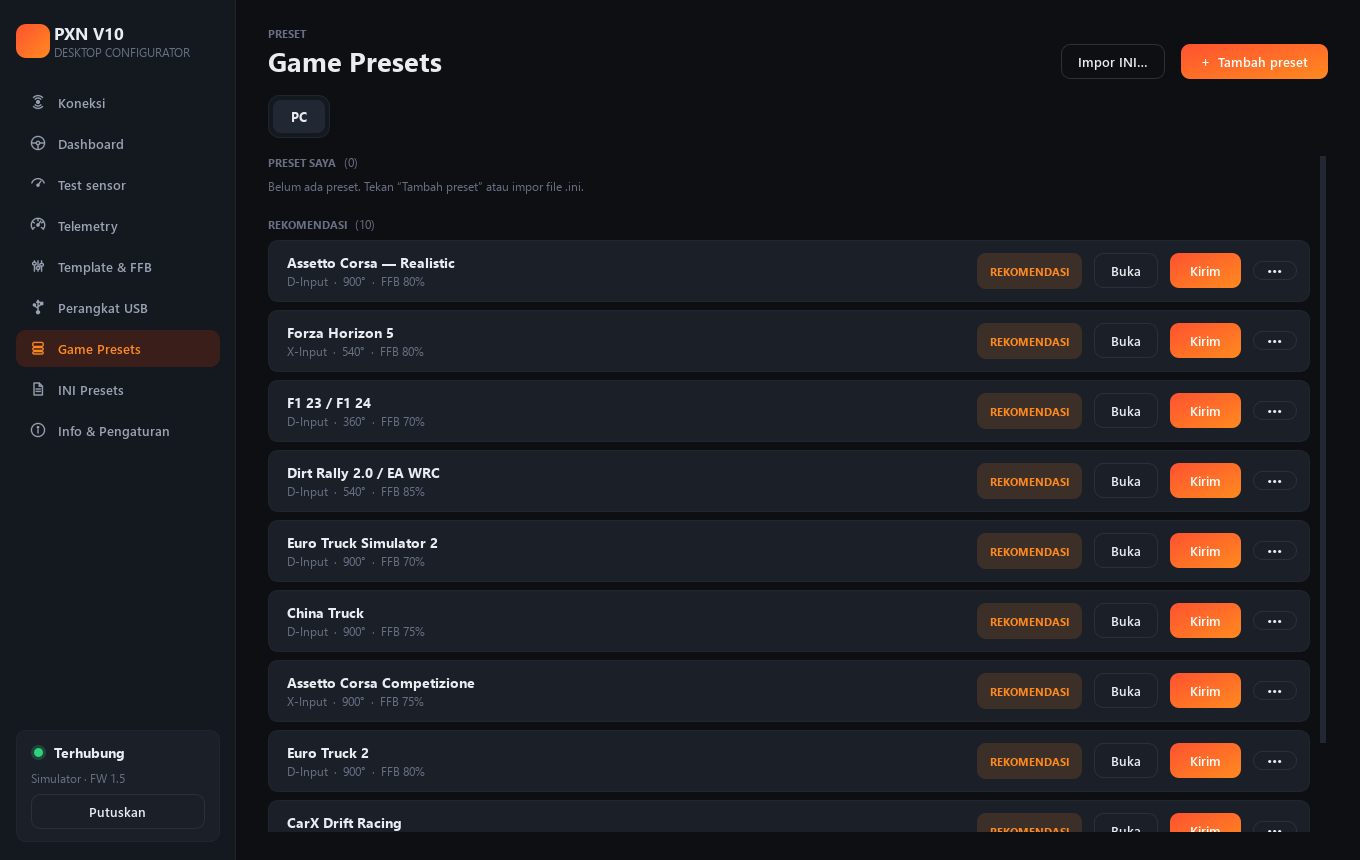 PXN V10
DESKTOP CONFIGURATOR
Koneksi
Dashboard
Test sensor
Telemetry
Template & FFB
Perangkat USB
Game Presets
INI Presets
Info & Pengaturan
Terhubung
Simulator · FW 1.5
Putuskan
PRESET
Game Presets
Impor INI...
+ Tambah preset
PC
PRESET SAYA (0)
Belum ada preset. Tekan “Tambah preset” atau impor file .ini.
REKOMENDASI (10)
Assetto Corsa — Realistic
D-Input · 900° · FFB 80%
REKOMENDASI Buka Kirim •••
Forza Horizon 5
X-Input · 540° · FFB 80%
REKOMENDASI Buka Kirim •••
F1 23 / F1 24
D-Input · 360° · FFB 70%
REKOMENDASI Buka Kirim •••
Dirt Rally 2.0 / EA WRC
D-Input · 540° · FFB 85%
REKOMENDASI Buka Kirim •••
Euro Truck Simulator 2
D-Input · 900° · FFB 70%
REKOMENDASI Buka Kirim •••
China Truck
D-Input · 900° · FFB 75%
REKOMENDASI Buka Kirim •••
Assetto Corsa Competizione
X-Input · 900° · FFB 75%
REKOMENDASI Buka Kirim •••
Euro Truck 2
D-Input · 900° · FFB 80%
REKOMENDASI Buka Kirim •••
CarX Drift Racing
REKOMENDASI Buka Kirim •••